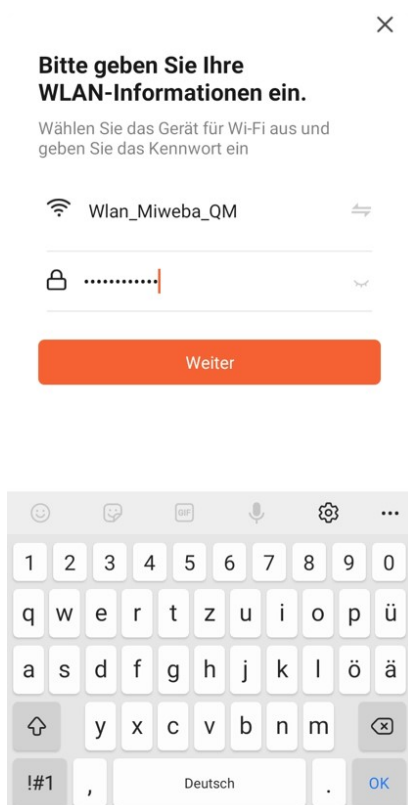 Bitte geben Sie Ihre
WLAN-Informationen ein.
Wählen Sie das Gerät für Wi-Fi aus und
geben Sie das Kennwort ein
Wlan_Miweba_QM
••••••••••••
Weiter
GIF
1 2 3 4 5 6 7 8 9 0
q w e r t z u i o p ü
a s d f g h j k l ö ä
y x c v b n m
!#1 , Deutsch . OK